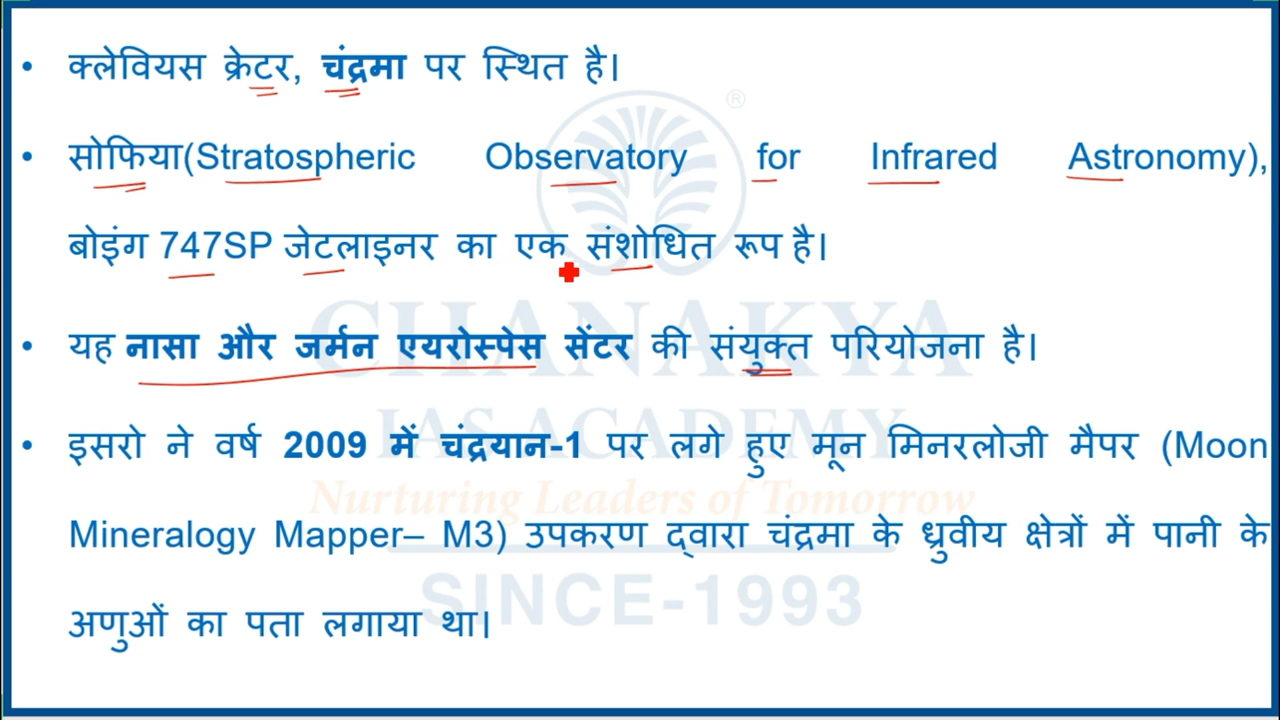 • क्लेवियस क्रेटर, चंद्रमा पर स्थित है।
®
• सोफिया(Stratospheric Observatory for Infrared Astronomy),
बोइंग 747SP जेटलाइनर का एक संशोधित रूप है।
CHANAKYA
• यह नासा और जर्मन एयरोस्पेस सेंटर की संयुक्त परियोजना है।
IAS ACADEMY
• इसरो ने वर्ष 2009 में चंद्रयान-1 पर लगे हुए मून मिनरलोजी मैपर (Moon
Nurturing Leaders of Tomorrow
Mineralogy Mapper– M3) उपकरण द्वारा चंद्रमा के ध्रुवीय क्षेत्रों में पानी के
SINCE-1993
अणुओं का पता लगाया था।